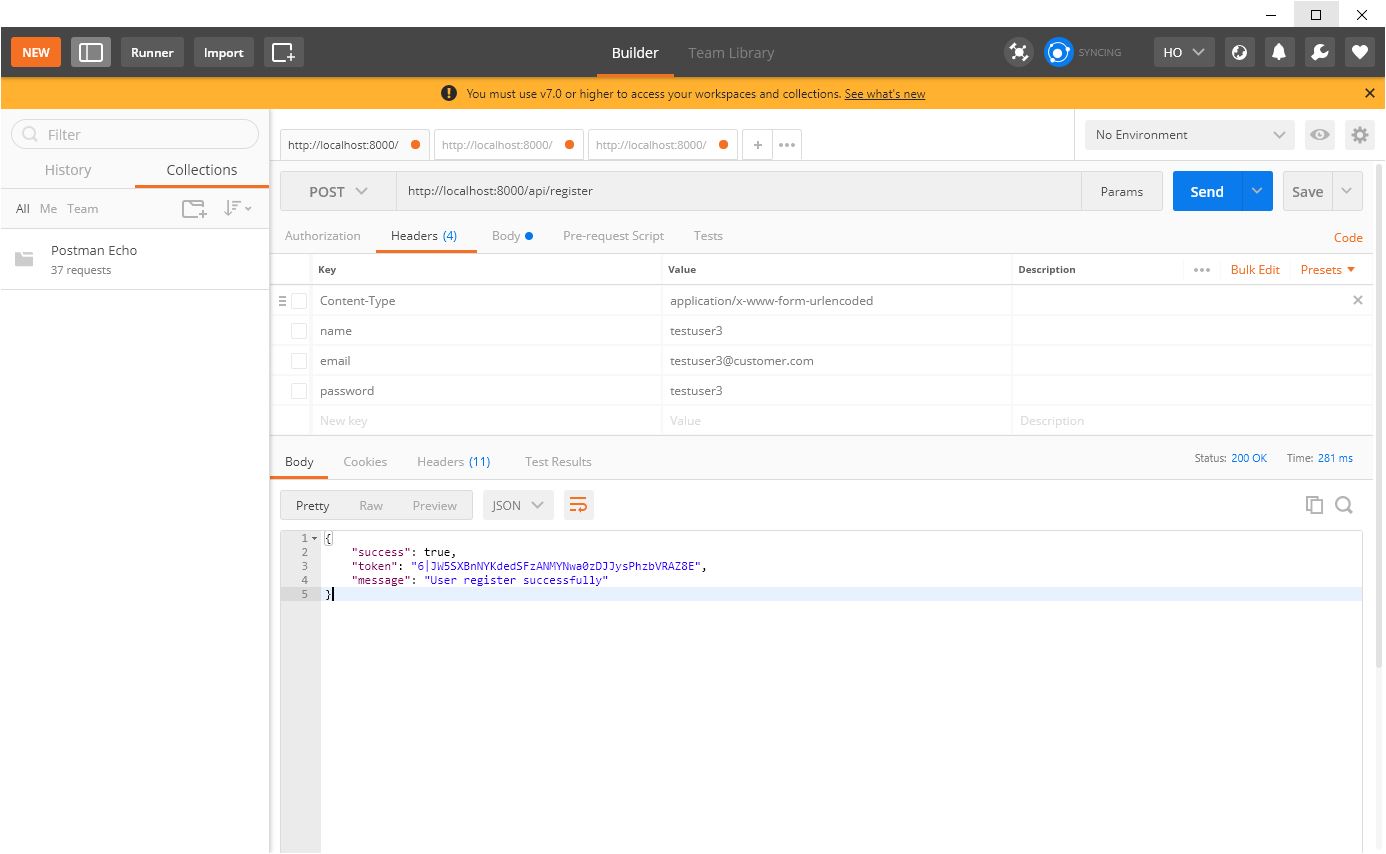 NEW Runner Import Builder Team Library SYNCING HO
You must use v7.0 or higher to access your workspaces and collections. See what's new
Filter
History Collections
All Me Team
Postman Echo
37 requests
http://localhost:8000/ http://localhost:8000/ http://localhost:8000/ + ••• No Environment
POST http://localhost:8000/api/register Params Send Save
Authorization Headers (4) Body Pre-request Script Tests Code
Key Value Description ••• Bulk Edit Presets
Content-Type application/x-www-form-urlencoded
name testuser3
email testuser3@customer.com
password testuser3
New key Value Description
Body Cookies Headers (11) Test Results Status: 200 OK Time: 281 ms
Pretty Raw Preview JSON
1 {
2 "success": true,
3 "token": "6|JW5SXBnNYKdedSFzANMYNwa0zDJJysPhzbVRAZ8E",
4 "message": "User register successfully"
5 }